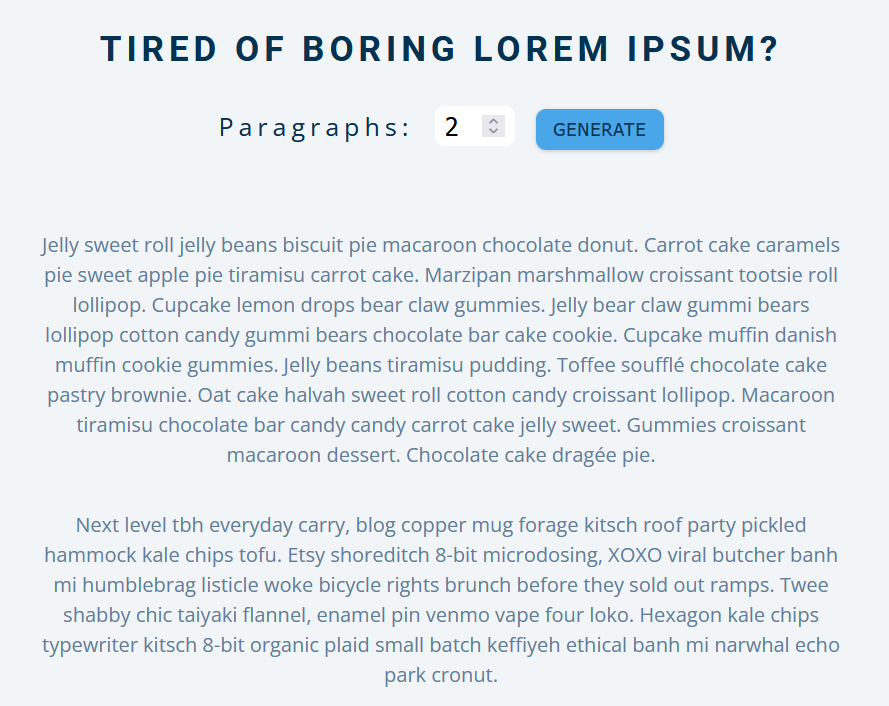 TIRED OF BORING LOREM IPSUM?
Paragraphs: 2 GENERATE
Jelly sweet roll jelly beans biscuit pie macaroon chocolate donut. Carrot cake caramels
pie sweet apple pie tiramisu carrot cake. Marzipan marshmallow croissant tootsie roll
lollipop. Cupcake lemon drops bear claw gummies. Jelly bear claw gummi bears
lollipop cotton candy gummi bears chocolate bar cake cookie. Cupcake muffin danish
muffin cookie gummies. Jelly beans tiramisu pudding. Toffee soufflé chocolate cake
pastry brownie. Oat cake halvah sweet roll cotton candy croissant lollipop. Macaroon
tiramisu chocolate bar candy candy carrot cake jelly sweet. Gummies croissant
macaroon dessert. Chocolate cake dragée pie.
Next level tbh everyday carry, blog copper mug forage kitsch roof party pickled
hammock kale chips tofu. Etsy shoreditch 8-bit microdosing, XOXO viral butcher banh
mi humblebrag listicle woke bicycle rights brunch before they sold out ramps. Twee
shabby chic taiyaki flannel, enamel pin venmo vape four loko. Hexagon kale chips
typewriter kitsch 8-bit organic plaid small batch keffiyeh ethical banh mi narwhal echo
park cronut.